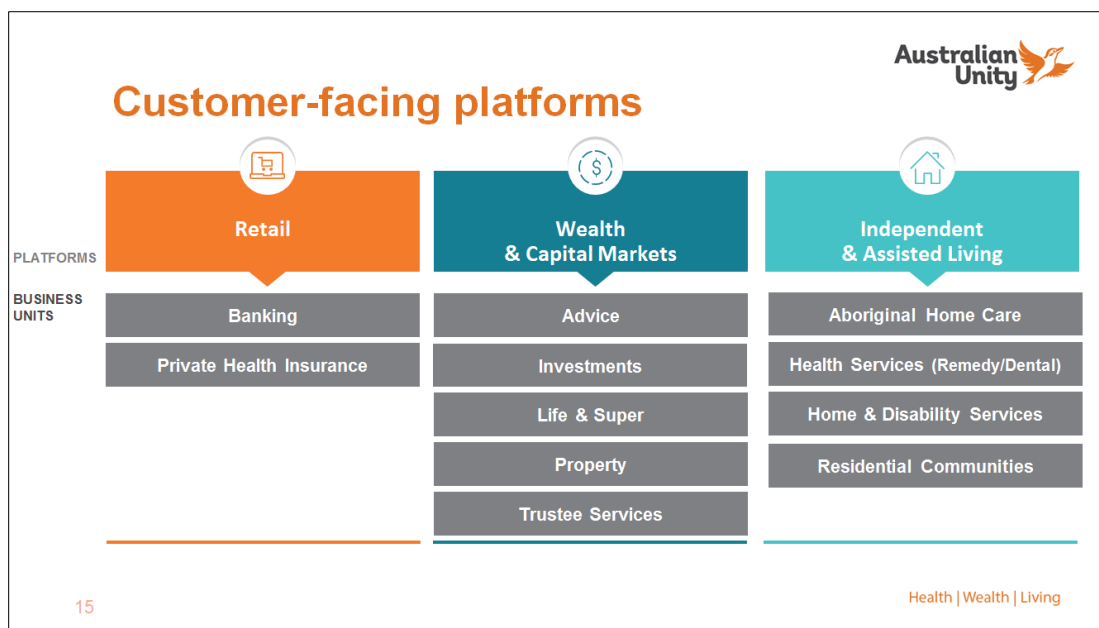 Australian
Unity
Customer-facing platforms
PLATFORMS
Retail
Wealth
& Capital Markets
Independent
& Assisted Living
BUSINESS
UNITS
Banking
Private Health Insurance
Advice
Investments
Life & Super
Property
Trustee Services
Aboriginal Home Care
Health Services (Remedy/Dental)
Home & Disability Services
Residential Communities
15
Health | Wealth | Living